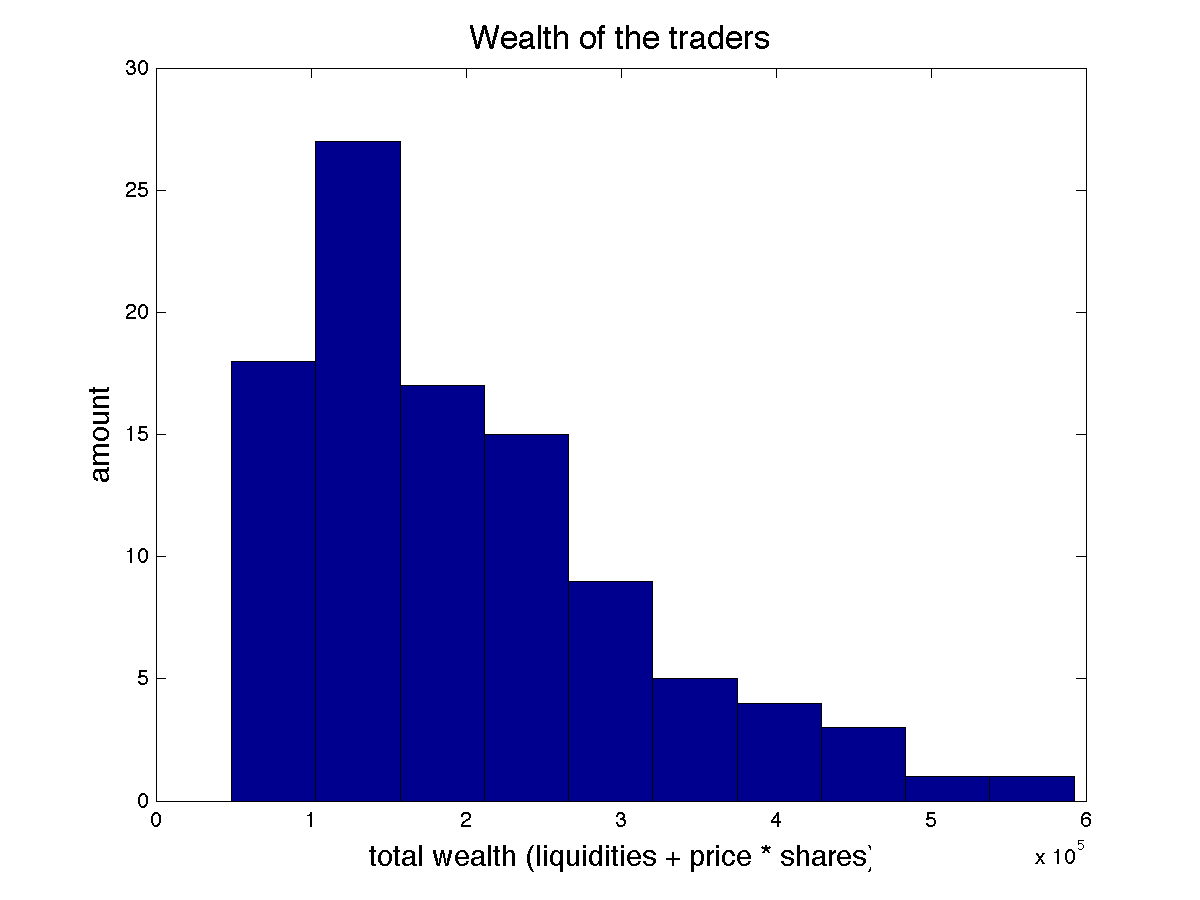 Wealth of the traders
30
25
20
15
10
5
0
amount
0 1 2 3 4 5 6
x 10^5
total wealth (liquidities + price * shares)